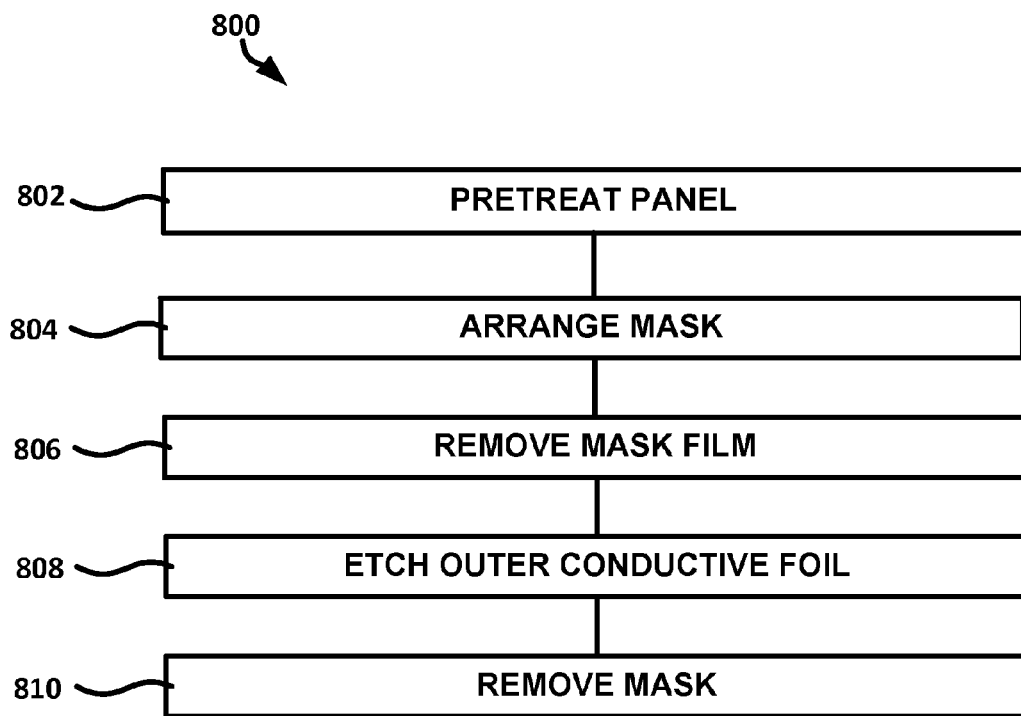 800
802 PRETREAT PANEL
804 ARRANGE MASK
806 REMOVE MASK FILM
808 ETCH OUTER CONDUCTIVE FOIL
810 REMOVE MASK